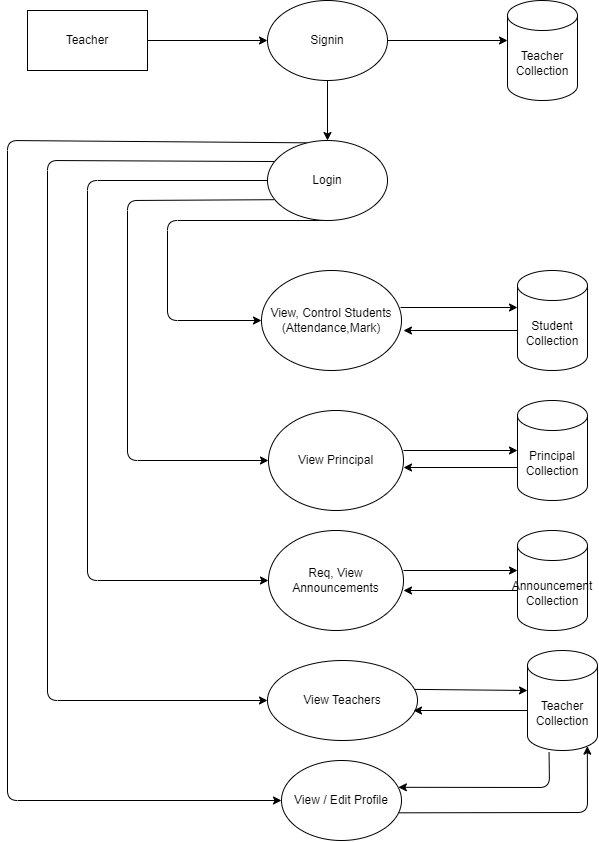 Teacher
Signin
Teacher
Collection
Login
View, Control Students
(Attendance,Mark)
Student
Collection
View Principal
Principal
Collection
Req, View
Announcements
Announcement
Collection
View Teachers
Teacher
Collection
View / Edit Profile